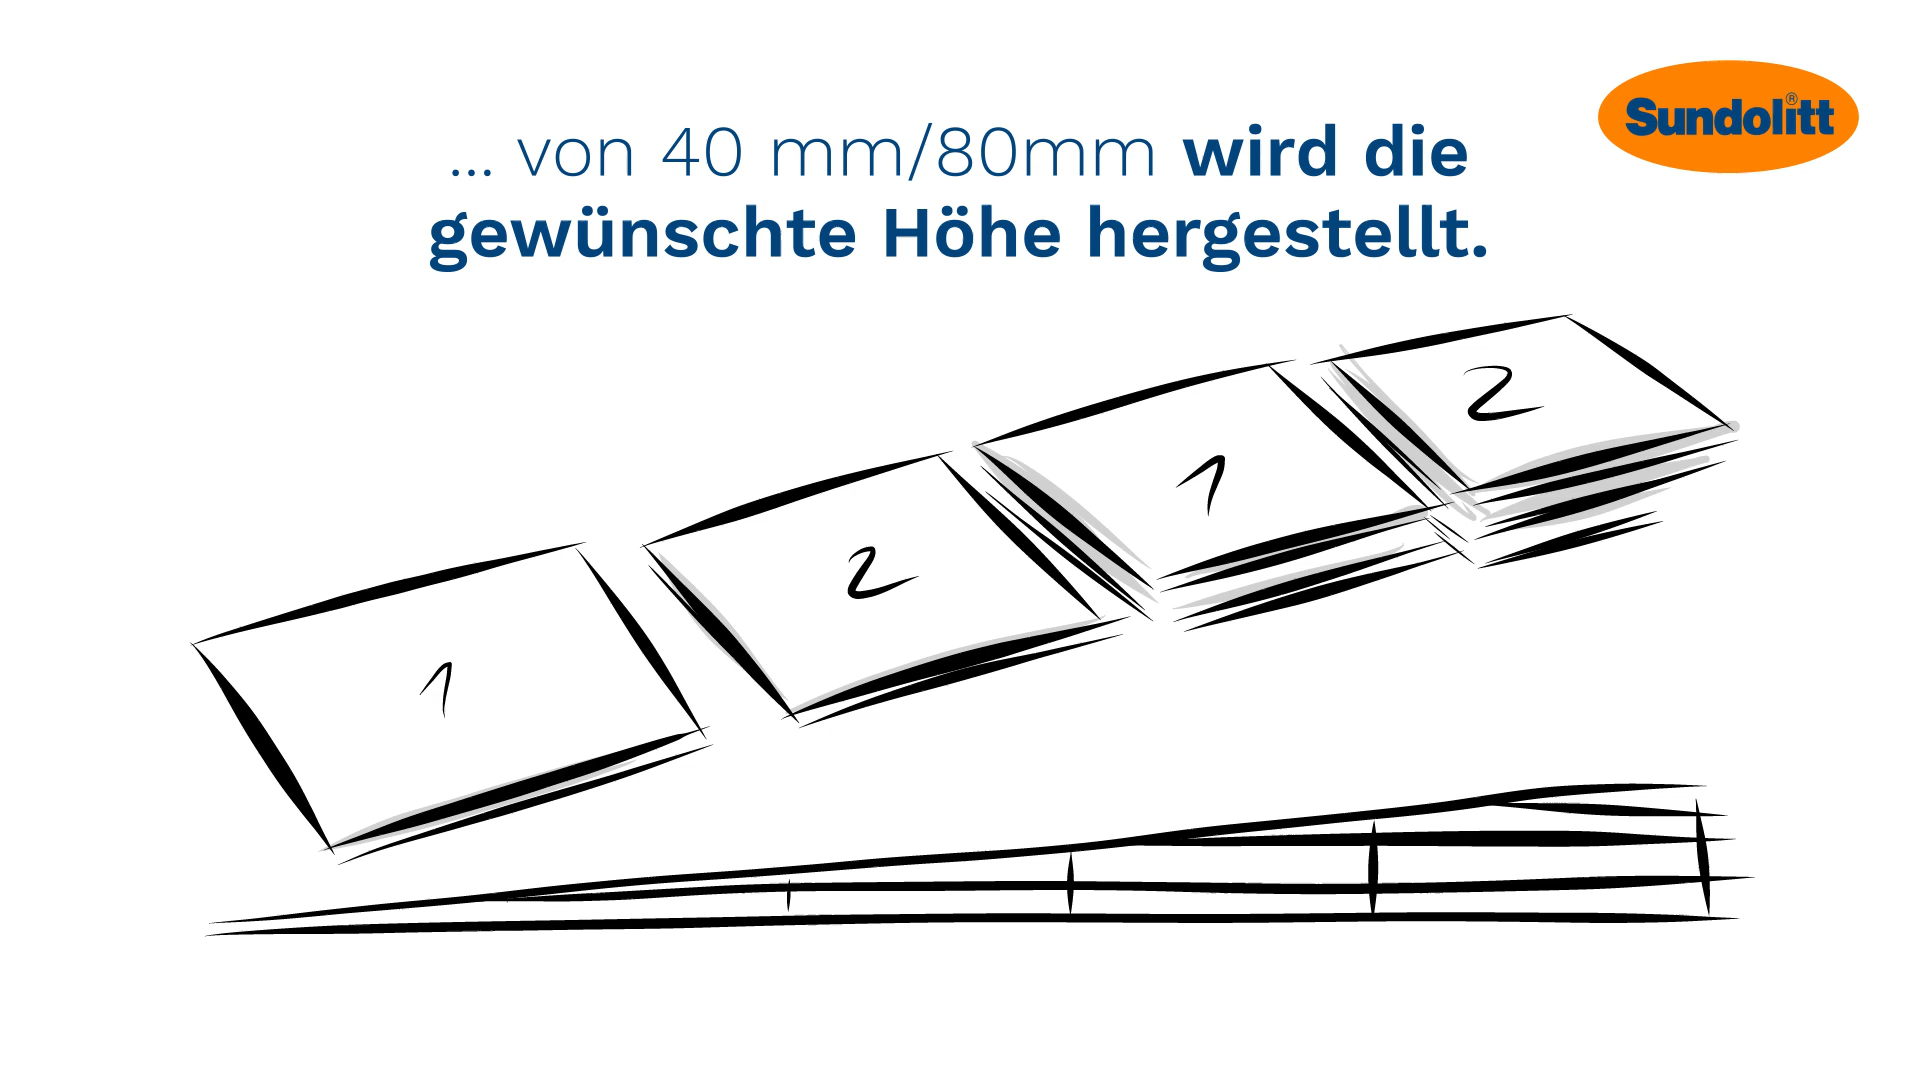 Sundolitt®
... von 40 mm/80mm wird die
gewünschte Höhe hergestellt.
2
1
2
1